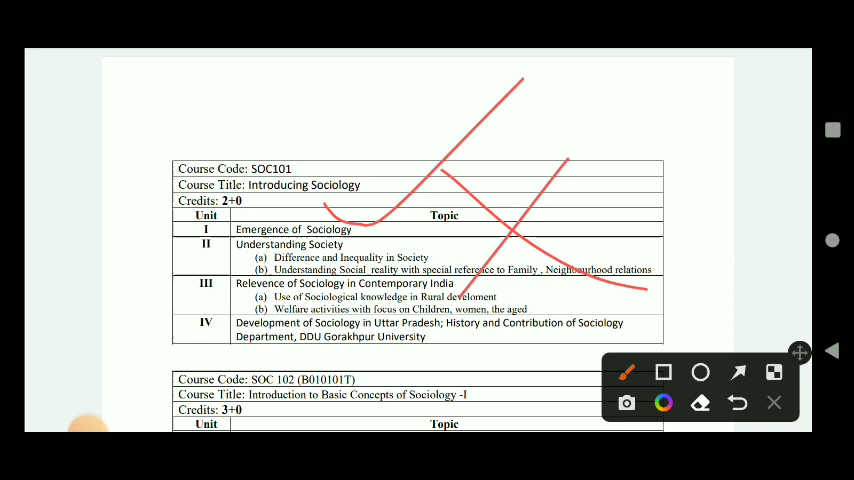 Course Code: SOC101
Course Title: Introducing Sociology
Credits: 2+0
Unit Topic
I Emergence of Sociology
II Understanding Society
(a) Difference and Inequality in Society
(b) Understanding Social reality with special reference to Family , Neighbourhood relations
III Relevence of Sociology in Contemporary India
(a) Use of Sociological knowledge in Rural development
(b) Welfare activities with focus on Children, women, the aged
IV Development of Sociology in Uttar Pradesh; History and Contribution of Sociology
Department, DDU Gorakhpur University
Course Code: SOC 102 (B010101T)
Course Title: Introduction to Basic Concepts of Sociology -I
Credits: 3+0
Unit Topic